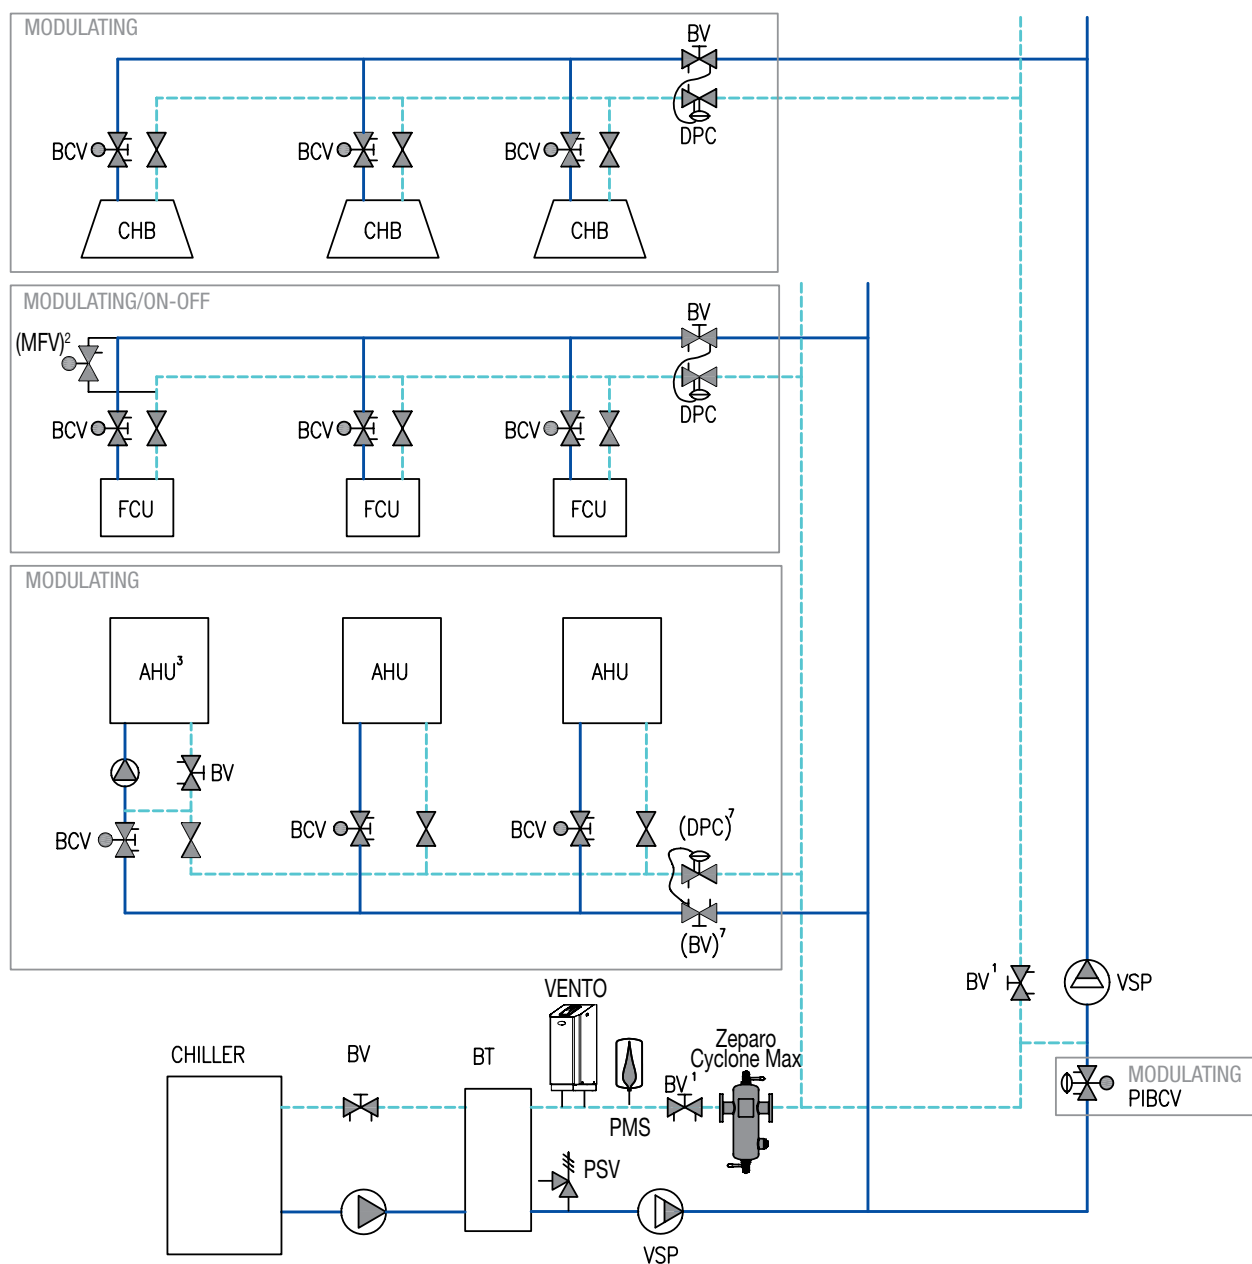 MODULATING
BV
DPC
BCV BCV BCV
CHB CHB CHB
MODULATING/ON-OFF
(MFV)²
BV
DPC
BCV BCV BCV
FCU FCU FCU
MODULATING
AHU³ AHU AHU
BV
BCV BCV BCV
(DPC)⁷
(BV)⁷
BV¹ VSP
VENTO
Zeparo
Cyclone Max
CHILLER BV BT
BV¹
PMS
MODULATING
PIBCV
PSV
VSP